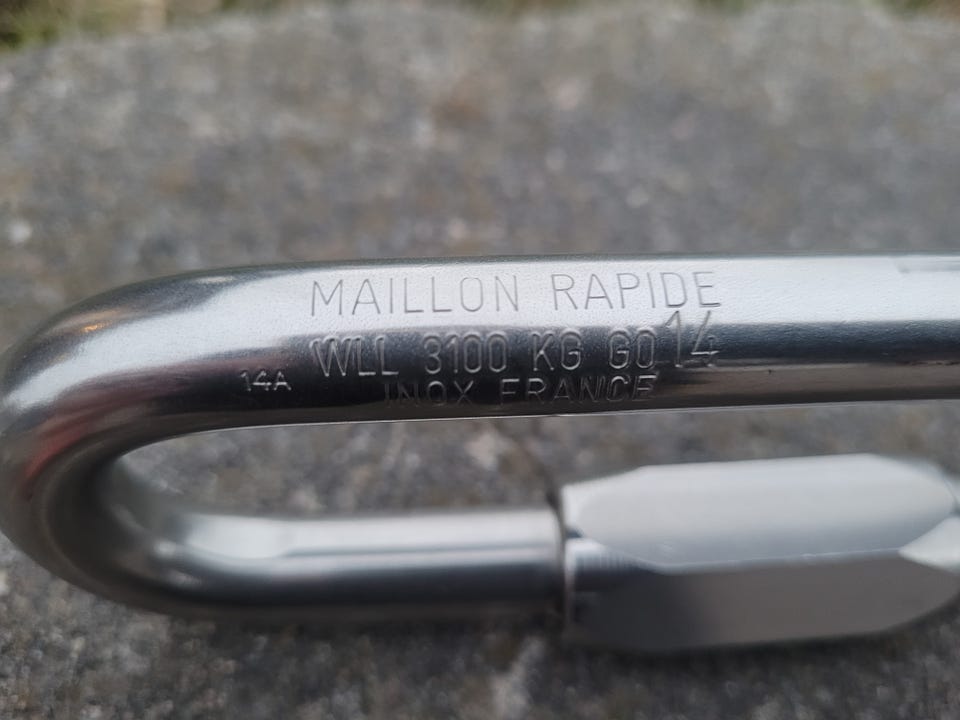 MAILLON RAPIDE
WLL 3100 KG GO 14
14A
INOX FRANCE